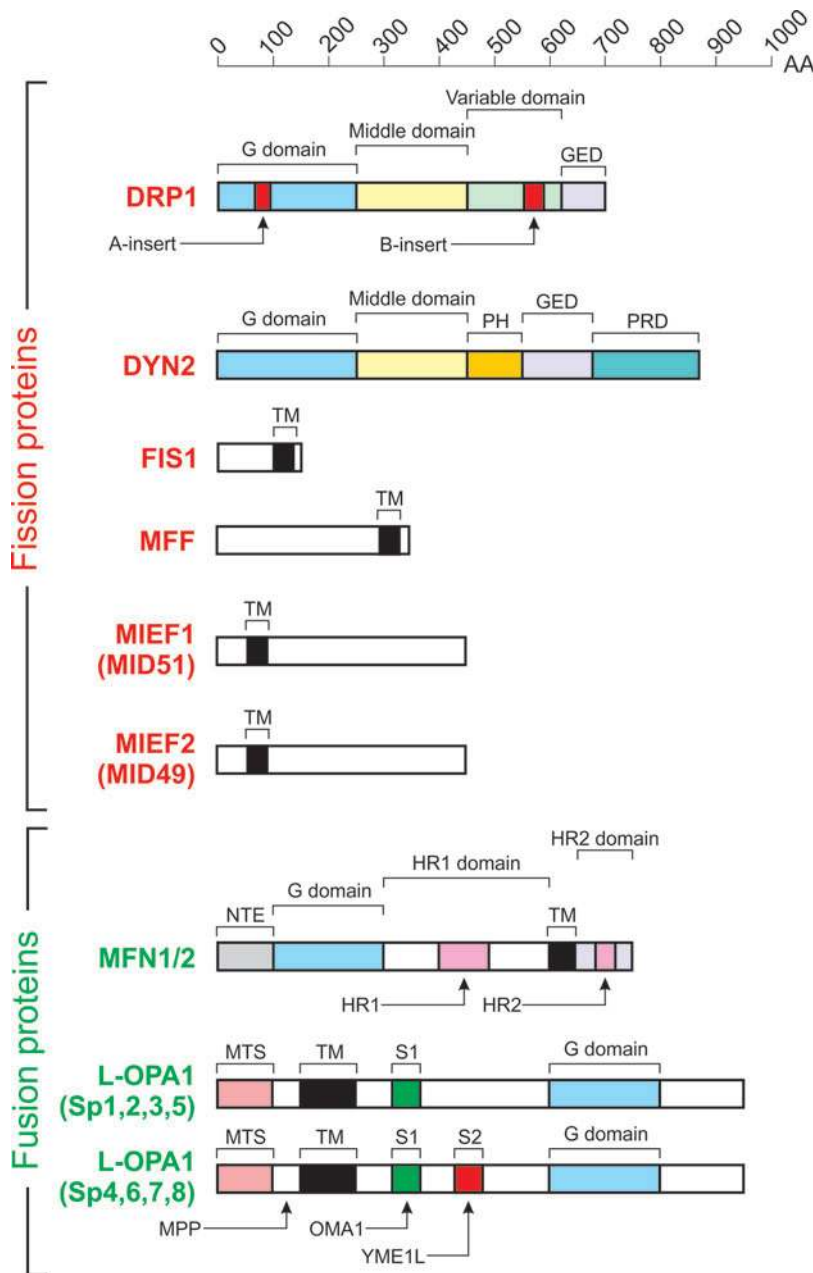 0 100 200 300 400 500 600 700 800 900 1000
AA
Fission proteins
Variable domain
Middle domain
G domain
GED
DRP1
A-insert
B-insert
Middle domain
GED
G domain
PH
PRD
DYN2
TM
FIS1
TM
MFF
TM
MIEF1
(MID51)
TM
MIEF2
(MID49)
Fusion proteins
HR2 domain
HR1 domain
G domain
NTE
TM
MFN1/2
HR1
HR2
MTS
TM
S1
G domain
L-OPA1
(Sp1,2,3,5)
MTS
TM
S1
S2
G domain
L-OPA1
(Sp4,6,7,8)
MPP
OMA1
YME1L